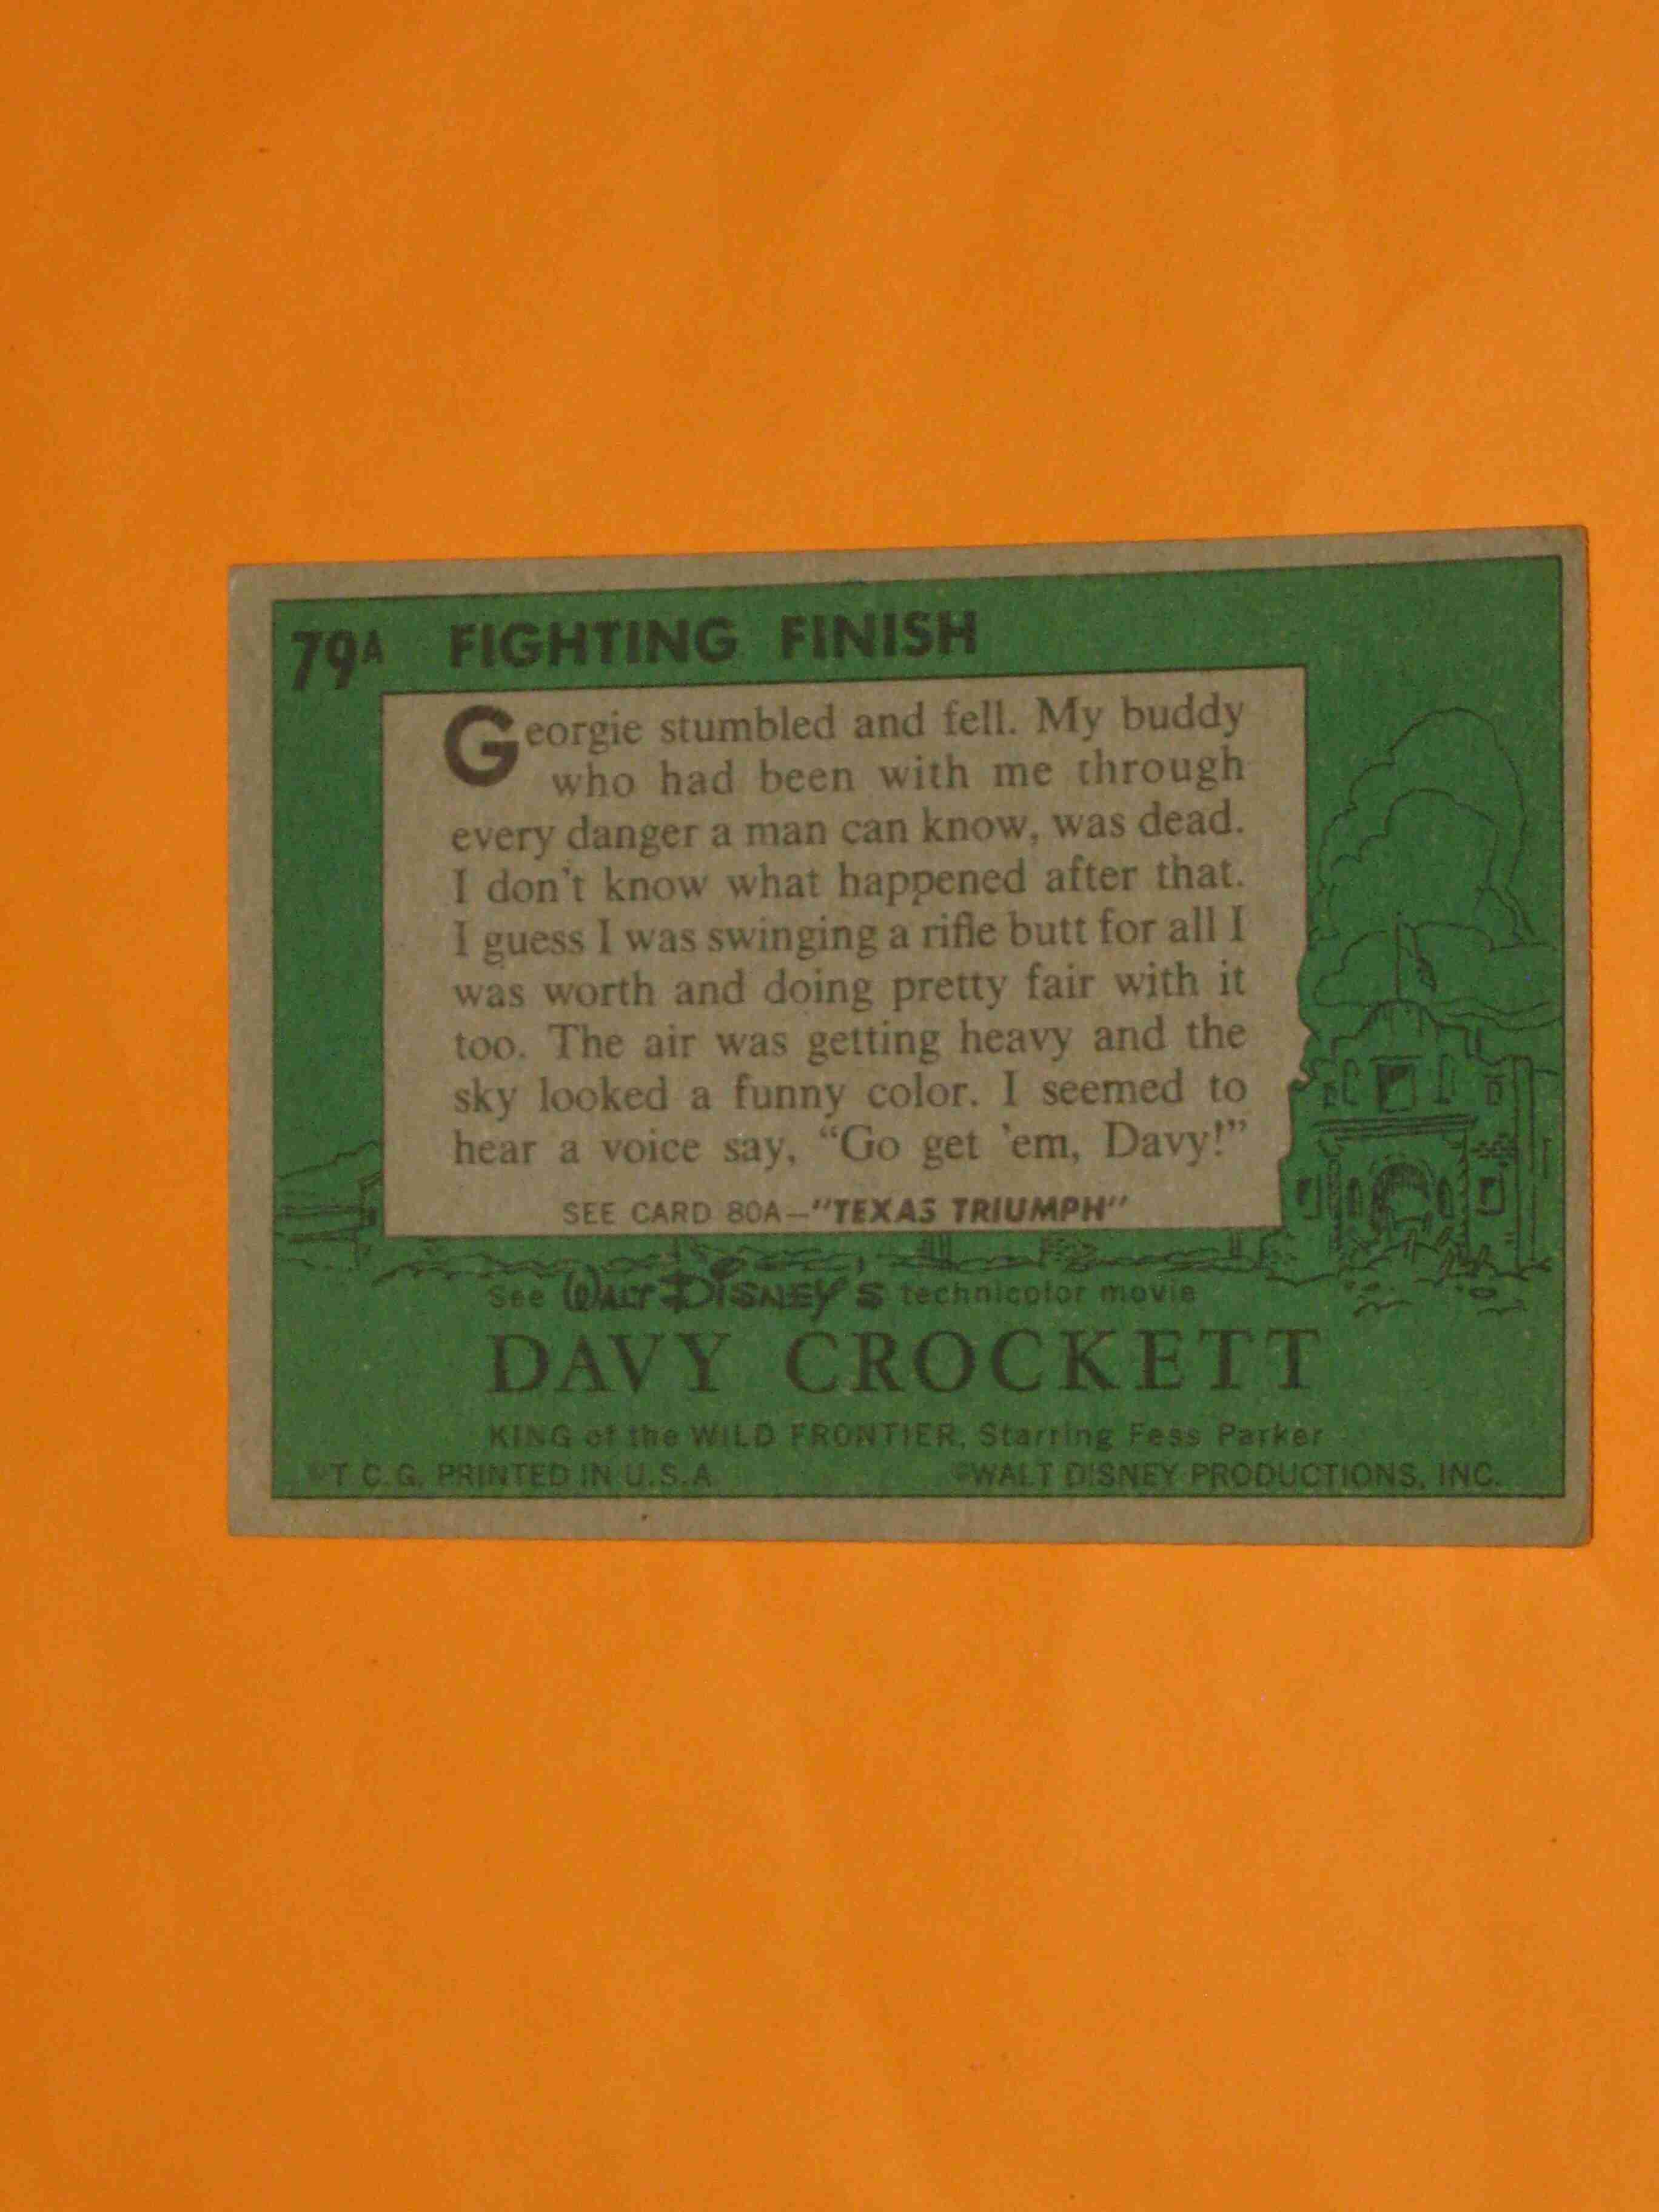 79A FIGHTING FINISH
Georgie stumbled and fell. My buddy
who had been with me through
every danger a man can know, was dead.
I don't know what happened after that.
I guess I was swinging a rifle butt for all I
was worth and doing pretty fair with it
too. The air was getting heavy and the
sky looked a funny color. I seemed to
hear a voice say, “Go get 'em, Davy!”
SEE CARD 80A—"TEXAS TRIUMPH"
See WALT DISNEY'S technicolor movie
DAVY CROCKETT
KING of the WILD FRONTIER, Starring Fess Parker
©T.C.G. PRINTED IN U.S.A. ©WALT DISNEY PRODUCTIONS, INC.